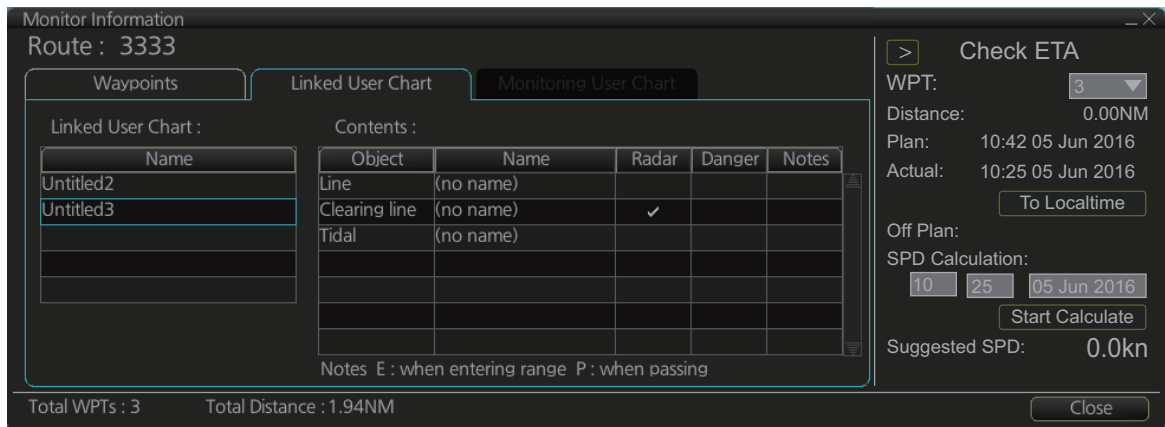 Monitor Information
Route : 3333
Waypoints Linked User Chart Monitoring User Chart
Linked User Chart : Contents :
Name
Untitled2
Untitled3
Object Name Radar Danger Notes
Line (no name)
Clearing line (no name) ✓
Tidal (no name)
Notes E : when entering range P : when passing
> Check ETA
WPT: 3
Distance: 0.00NM
Plan: 10:42 05 Jun 2016
Actual: 10:25 05 Jun 2016
To Localtime
Off Plan:
SPD Calculation:
10 25 05 Jun 2016
Start Calculate
Suggested SPD: 0.0kn
Total WPTs : 3 Total Distance : 1.94NM
Close